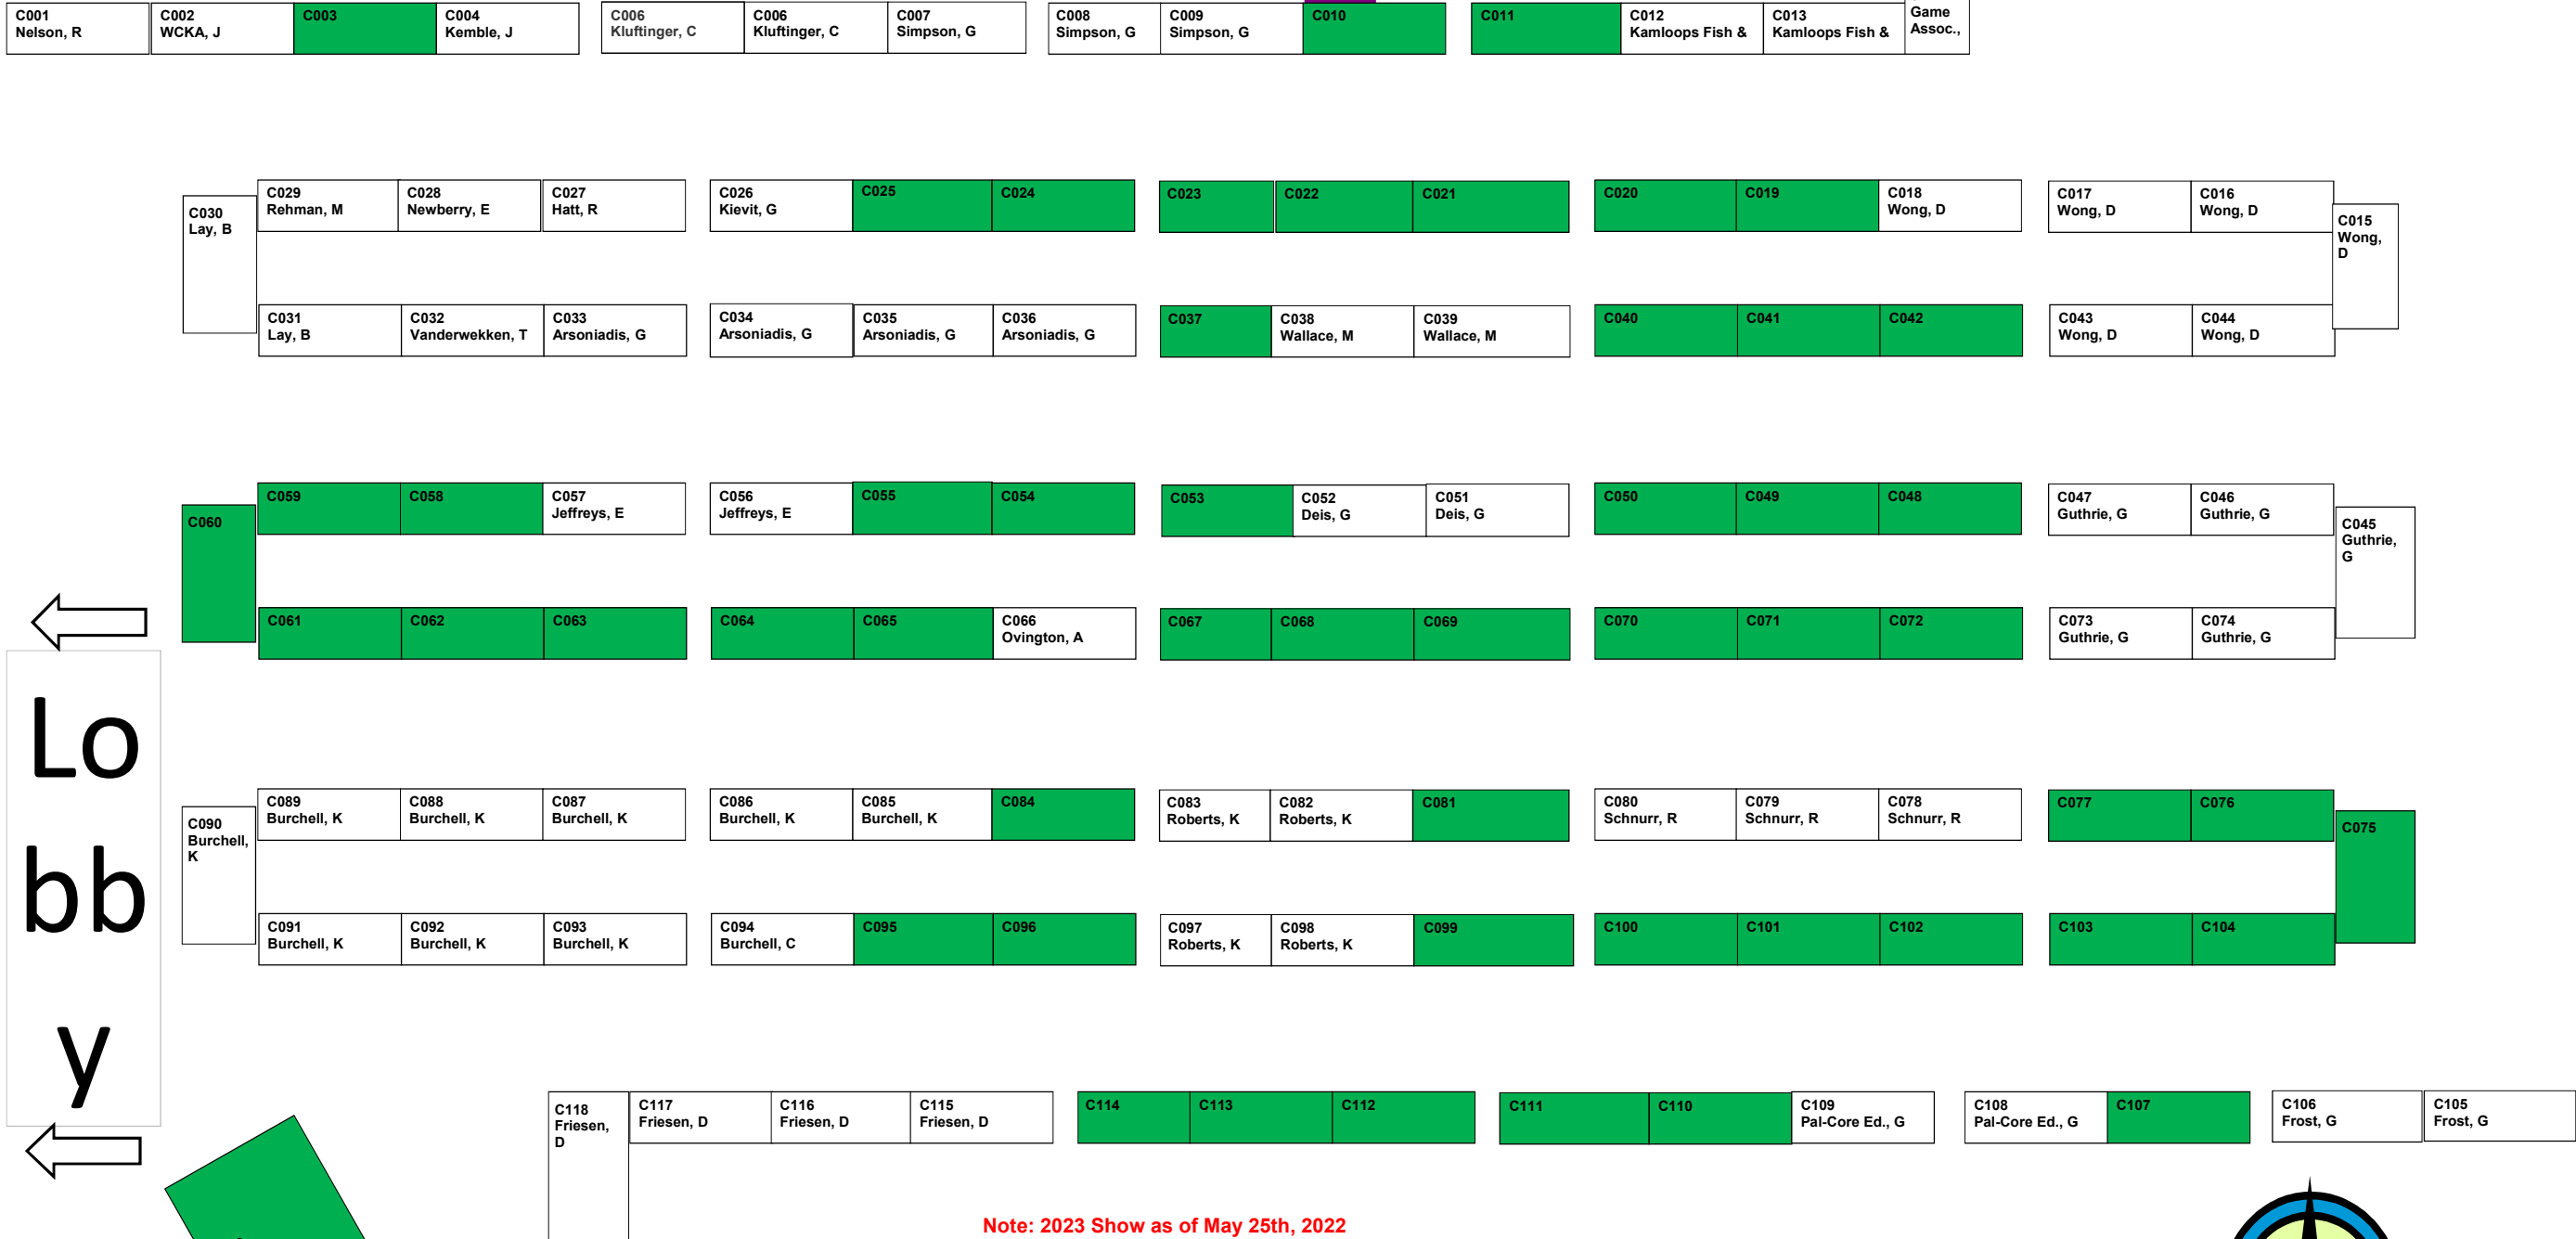 C001
Nelson, R
C002
WCKA, J
C003
C004
Kemble, J
C006
Kluftinger, C
C006
Kluftinger, C
C007
Simpson, G
C008
Simpson, G
C009
Simpson, G
C010
C011
C012
Kamloops Fish &
C013
Kamloops Fish &
Game
Assoc.,
C030
Lay, B
C029
Rehman, M
C028
Newberry, E
C027
Hatt, R
C026
Kievit, G
C025
C024
C023
C022
C021
C020
C019
C018
Wong, D
C017
Wong, D
C016
Wong, D
C015
Wong,
D
C031
Lay, B
C032
Vanderwekken, T
C033
Arsoniadis, G
C034
Arsoniadis, G
C035
Arsoniadis, G
C036
Arsoniadis, G
C037
C038
Wallace, M
C039
Wallace, M
C040
C041
C042
C043
Wong, D
C044
Wong, D
C060
C059
C058
C057
Jeffreys, E
C056
Jeffreys, E
C055
C054
C053
C052
Deis, G
C051
Deis, G
C050
C049
C048
C047
Guthrie, G
C046
Guthrie, G
C045
Guthrie,
G
C061
C062
C063
C064
C065
C066
Ovington, A
C067
C068
C069
C070
C071
C072
C073
Guthrie, G
C074
Guthrie, G
Lo
bb
y
C090
Burchell,
K
C089
Burchell, K
C088
Burchell, K
C087
Burchell, K
C086
Burchell, K
C085
Burchell, K
C084
C083
Roberts, K
C082
Roberts, K
C081
C080
Schnurr, R
C079
Schnurr, R
C078
Schnurr, R
C077
C076
C075
C091
Burchell, K
C092
Burchell, K
C093
Burchell, K
C094
Burchell, C
C095
C096
C097
Roberts, K
C098
Roberts, K
C099
C100
C101
C102
C103
C104
C118
Friesen,
D
C117
Friesen, D
C116
Friesen, D
C115
Friesen, D
C114
C113
C112
C111
C110
C109
Pal-Core Ed., G
C108
Pal-Core Ed., G
C107
C106
Frost, G
C105
Frost, G
Note: 2023 Show as of May 25th, 2022